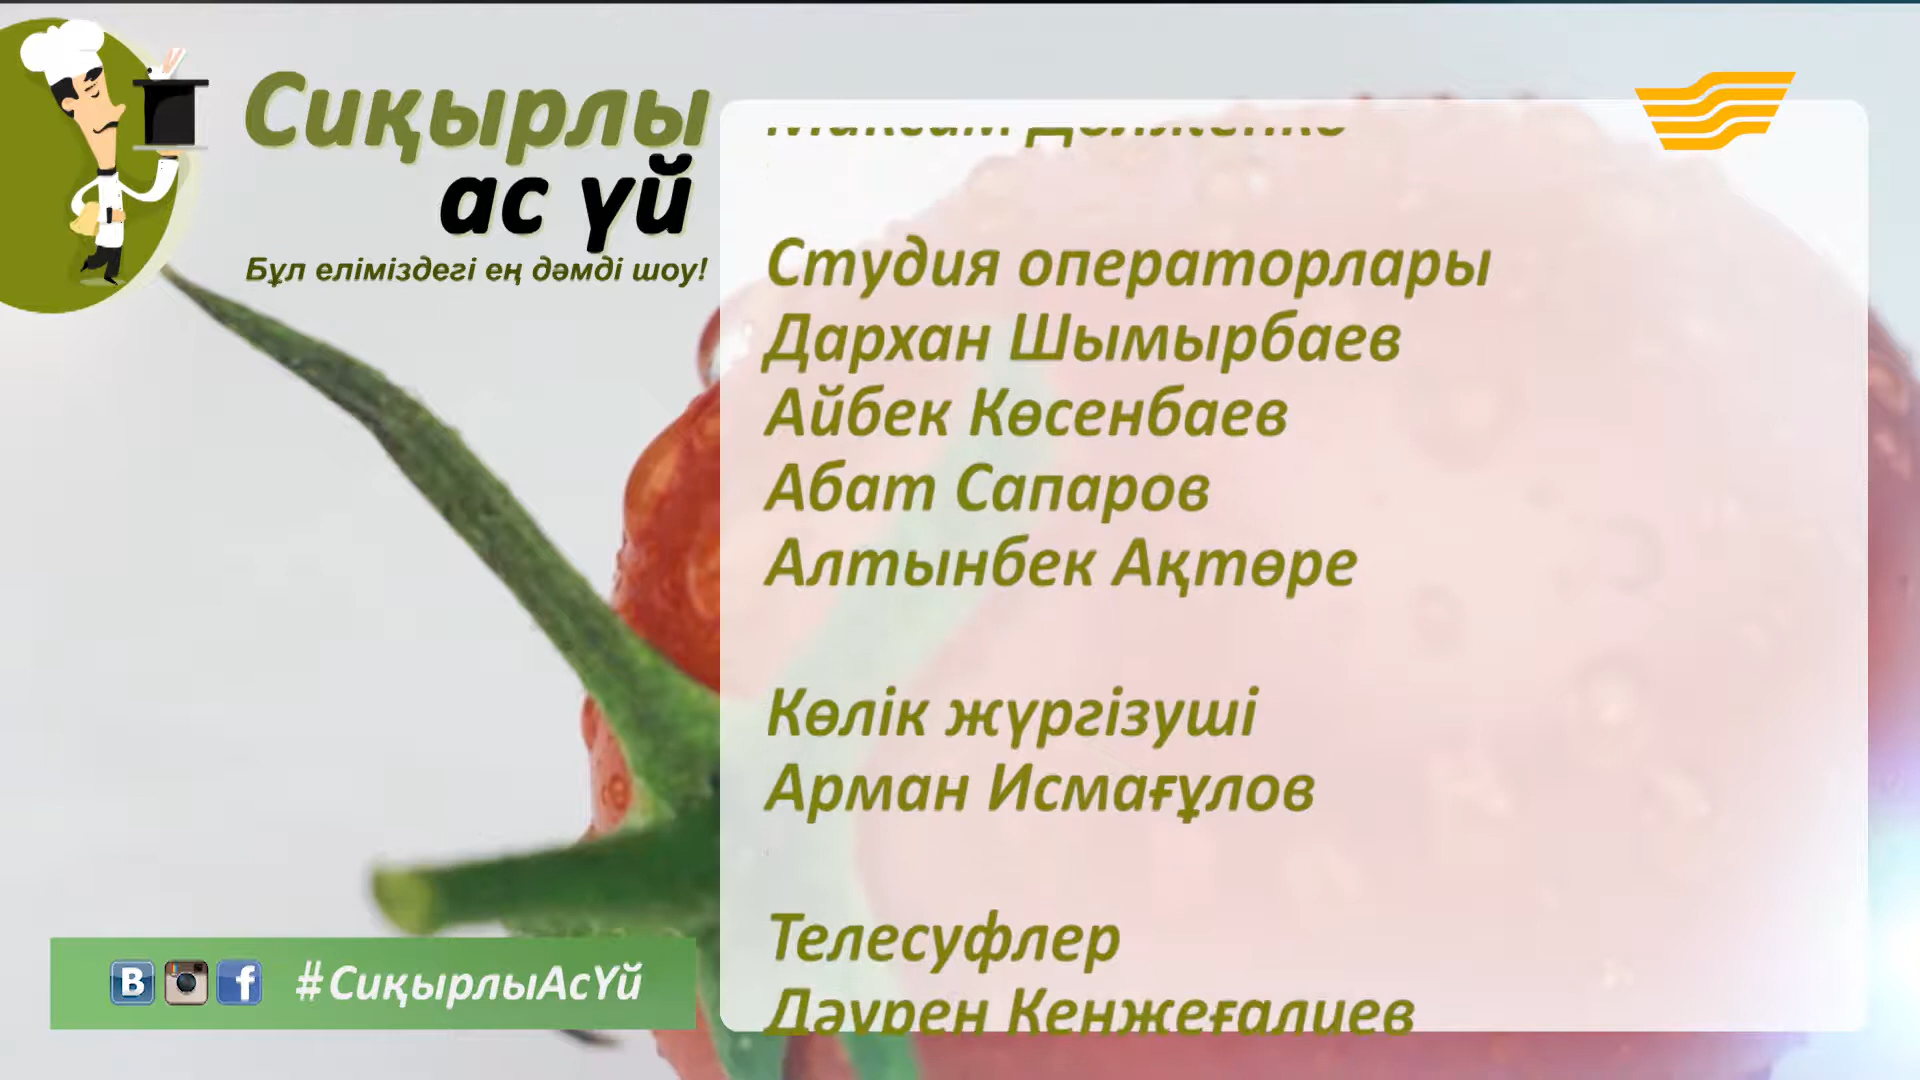 Сиқырлы
ас үй
Бұл еліміздегі ең дәмді шоу!
Студия операторлары
Дархан Шымырбаев
Айбек Көсенбаев
Абат Сапаров
Алтынбек Ақтөре
Көлік жүргізуші
Арман Исмағұлов
Телесуфлер
Дәурен Кенжеғалиев
#СиқырлыАсҮй